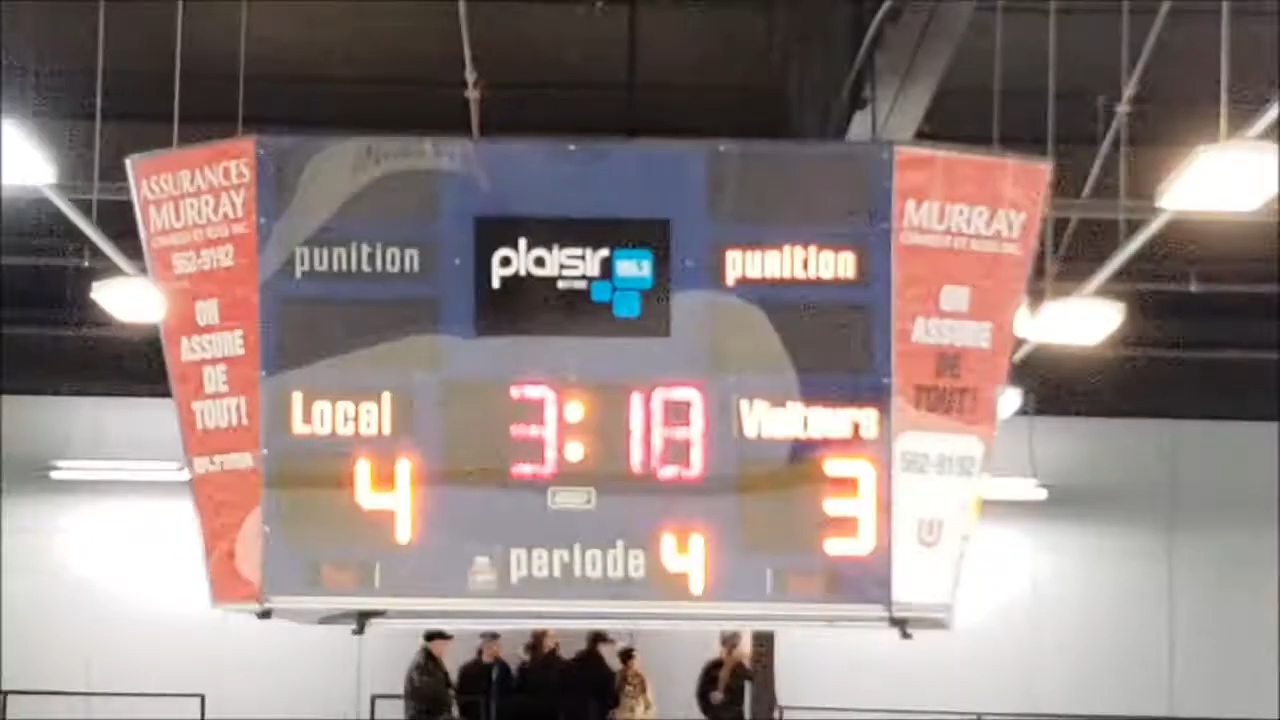 ASSURANCES
MURRAY
562-9192
ON
ASSURE
DE
TOUT!
punition
plaisir
punition
MURRAY
ON
ASSURE
DE
TOUT!
562-9192
Local
3:18
Visiteurs
4
3
periode 4